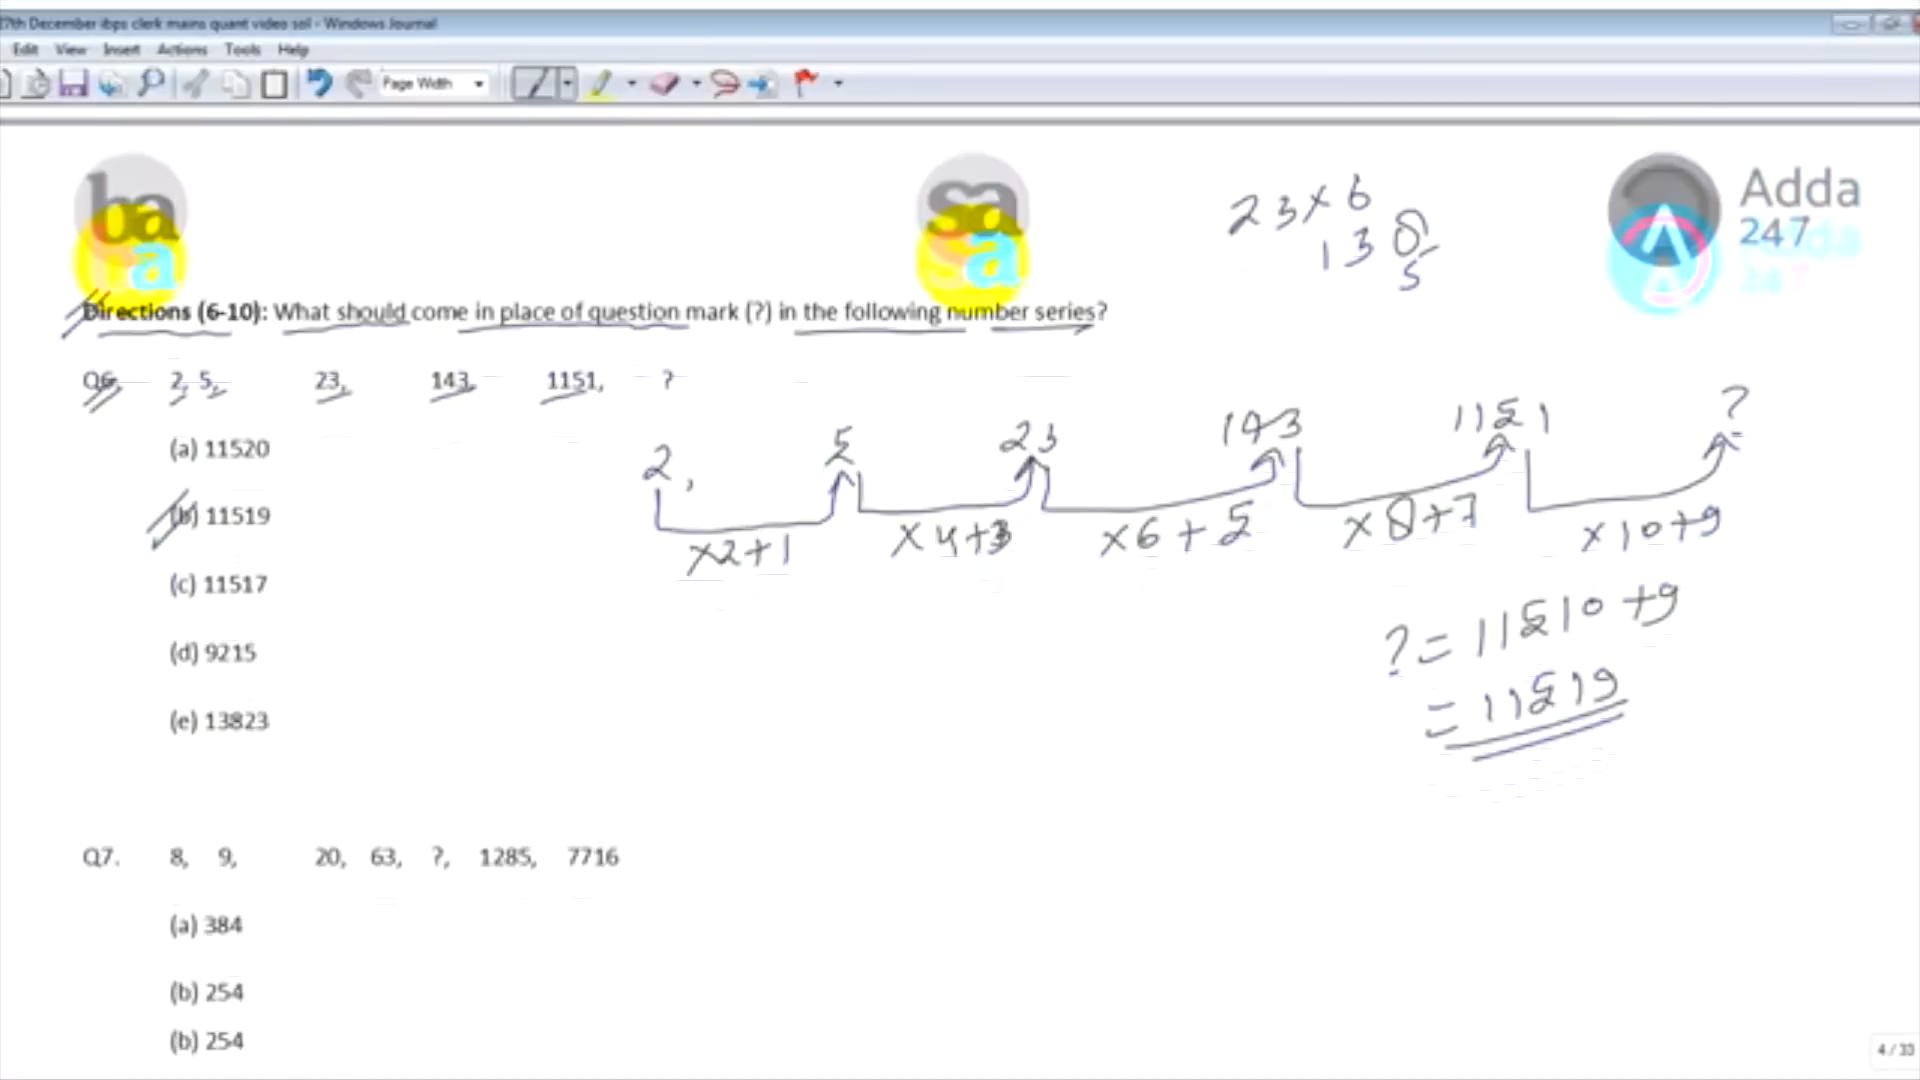 27th December ibps clerk mains quant video sol - Windows Journal
Edit View Insert Actions Tools Help
Page Width
ba
a
sa
a
Adda
247
23×6
138
5
Directions (6-10): What should come in place of question mark (?) in the following number series?
Q6. 2, 5, 23, 143, 1151, ?
(a) 11520
(b) 11519
(c) 11517
(d) 9215
(e) 13823
2, 5 23 143 1151 ?
×2+1 ×4+3 ×6+5 ×8+7 ×10+9
?= 11510+9
= 11519
Q7. 8, 9, 20, 63, ?, 1285, 7716
(a) 384
(b) 254
(b) 254
4 / 33